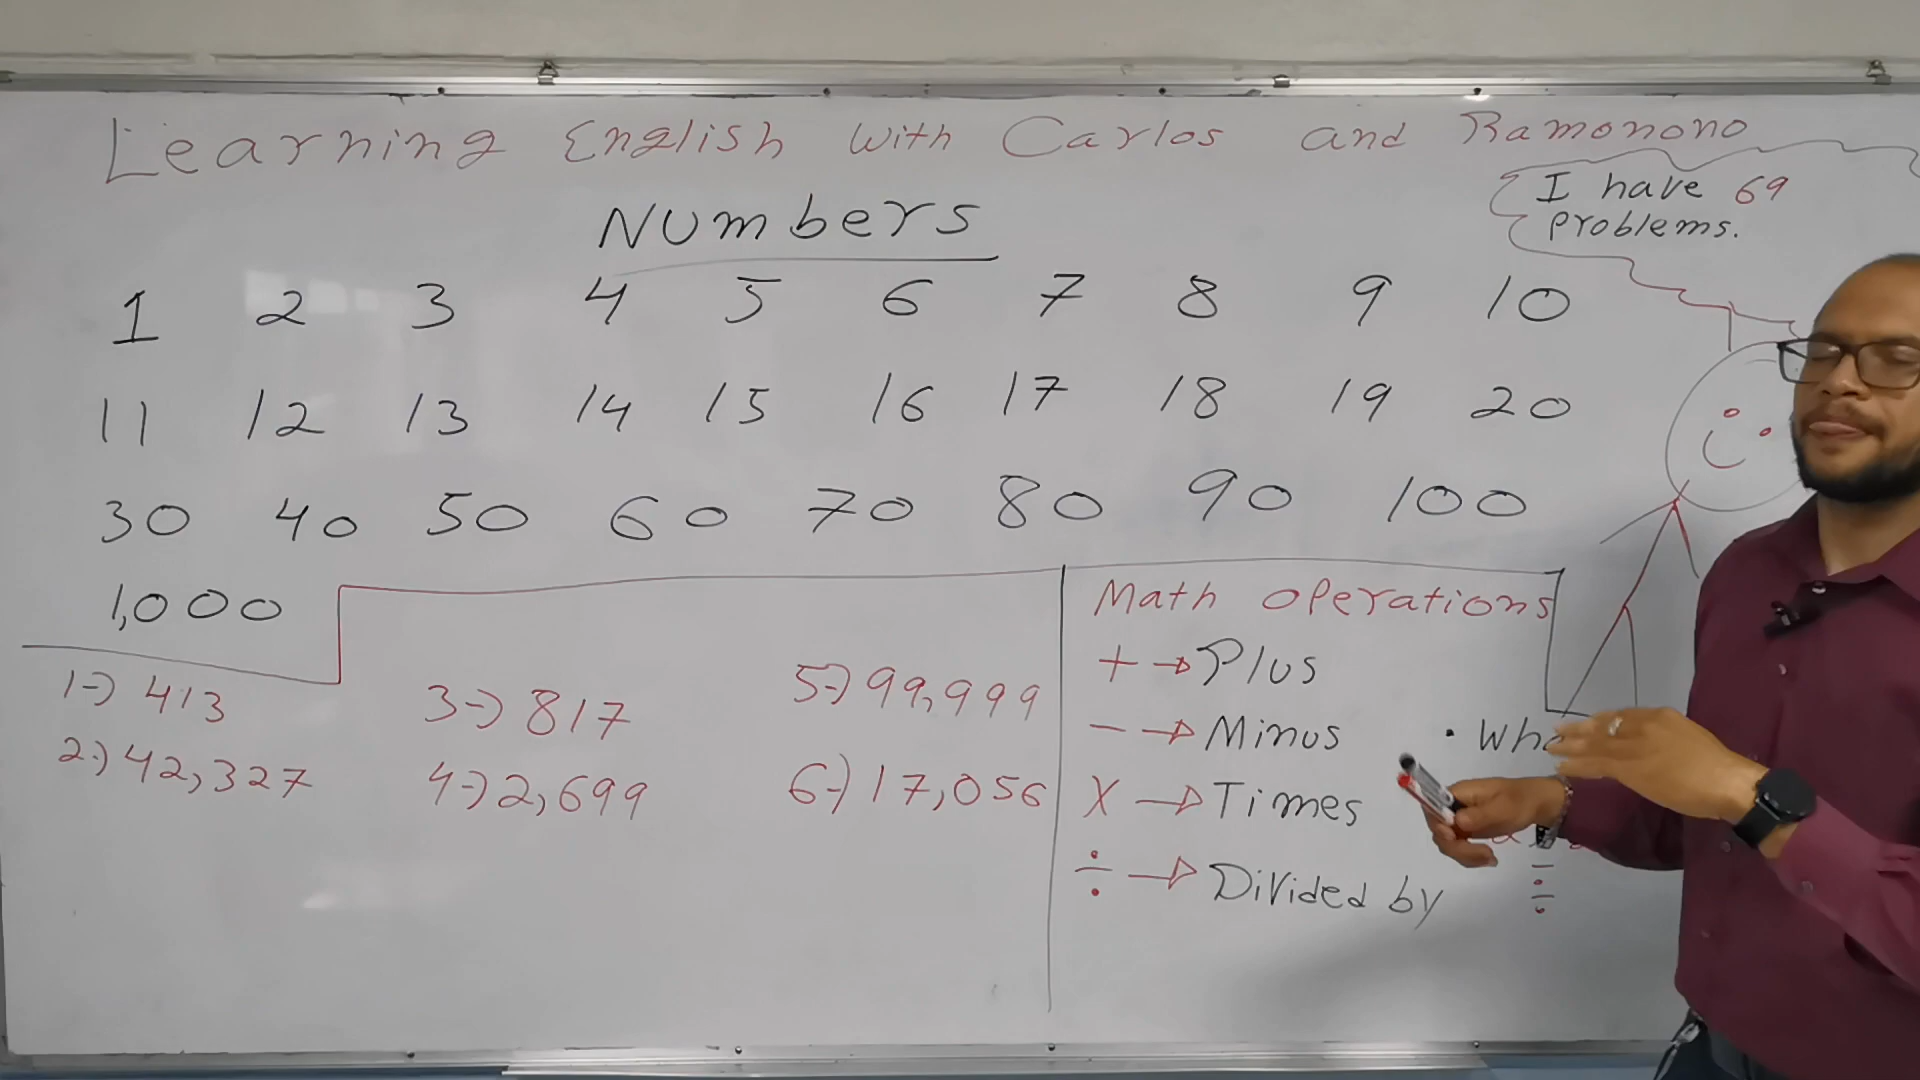 Learning English with Carlos and Ramonono
I have 69
problems.
Numbers
1 2 3 4 5 6 7 8 9 10
11 12 13 14 15 16 17 18 19 20
30 40 50 60 70 80 90 100
1,000
Math operations
+ → Plus
- → Minus
x → Times
÷ → Divided by
1-) 413
2-) 42,327
3-) 817
4-) 2,699
5-) 99,999
6-) 17,056